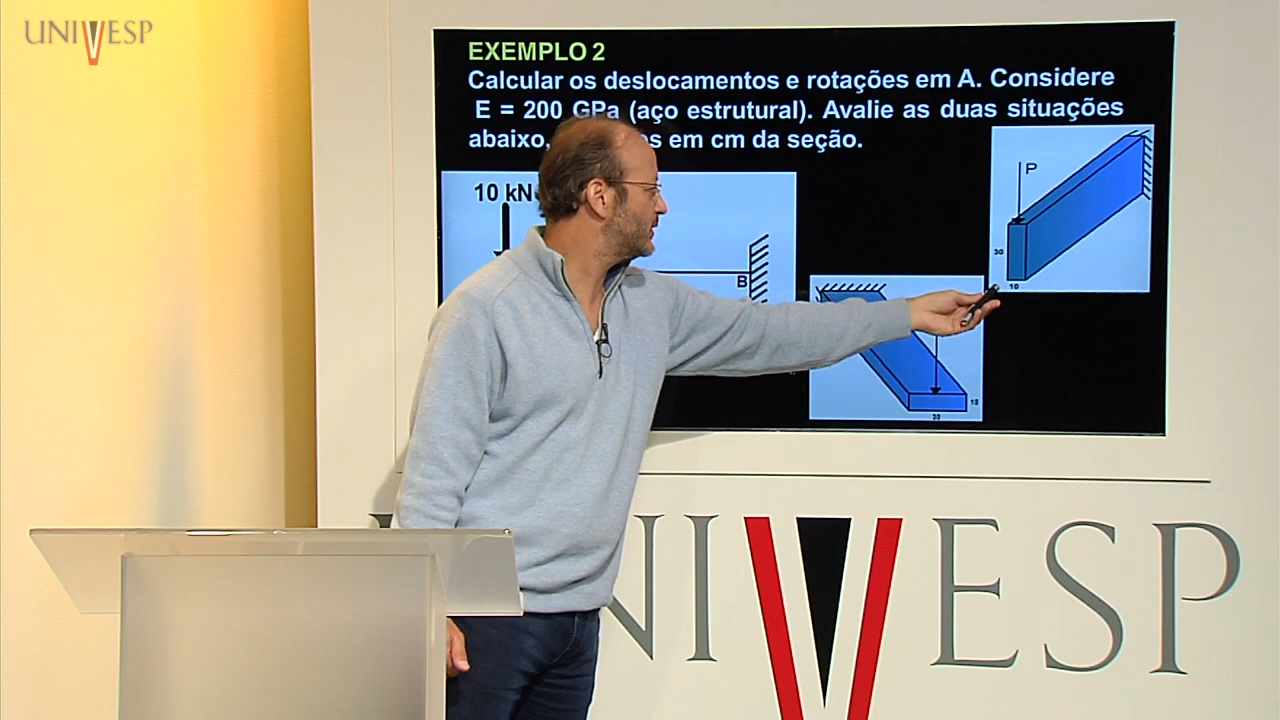 UNIVESP
EXEMPLO 2
Calcular os deslocamentos e rotações em A. Considere
E = 200 GPa (aço estrutural). Avalie as duas situações
abaixo, em cm da seção.
P
10 kN
30
B
10
10
30
UNIVESP